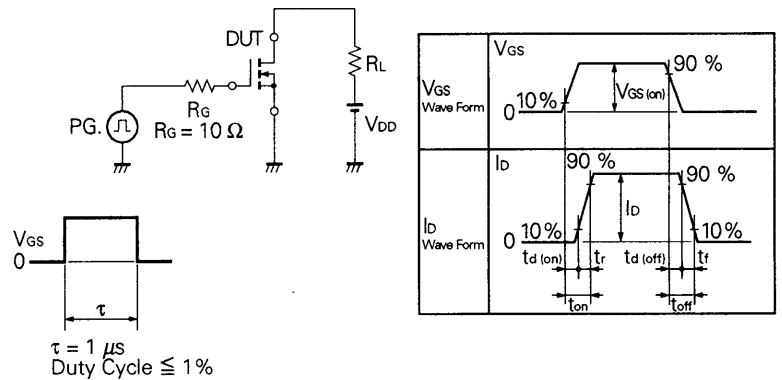 DUT
RL
RG
RG = 10 Ω
PG.
VDD
VGS
0
τ
τ = 1 μs
Duty Cycle ≦ 1%
VGS
Wave Form
VGS
90 %
VGS (on)
10%
0
ID
Wave Form
ID
90 %
90 %
ID
10%
0
10%
td (on)
tr
td (off)
tf
ton
toff